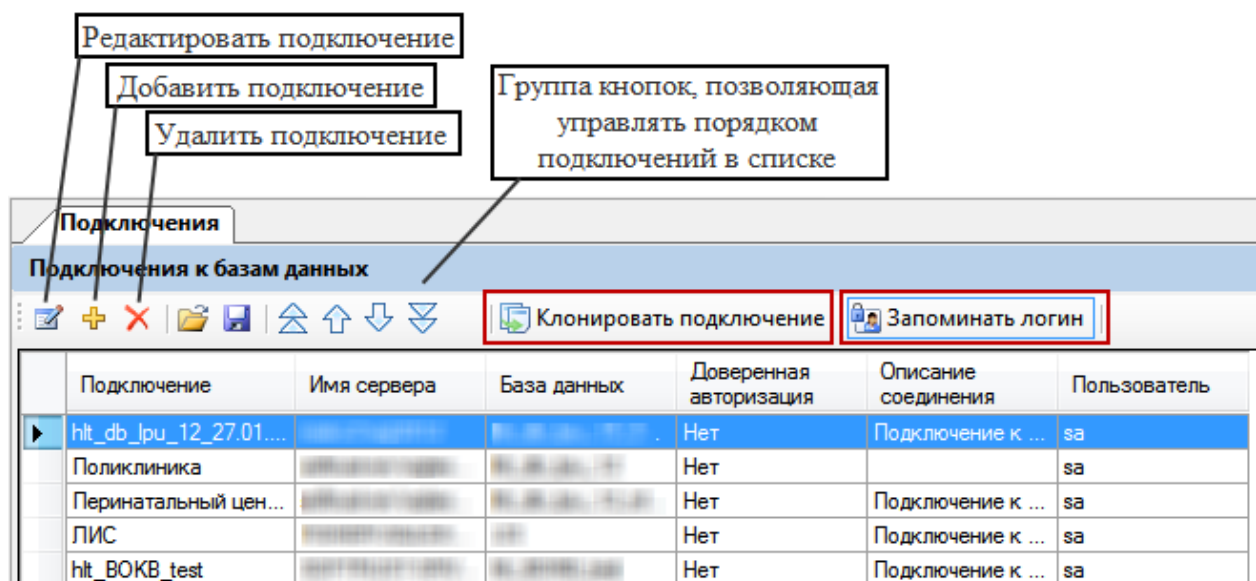 Редактировать подключение
Добавить подключение
Удалить подключение
Группа кнопок, позволяющая
управлять порядком
подключений в списке
Подключения
Подключения к базам данных
Клонировать подключение
Запоминать логин
Подключение Имя сервера База данных Доверенная авторизация Описание соединения Пользователь
hlt_db_lpu_12_27.01.... Нет Подключение к ... sa
Поликлиника Нет sa
Перинатальный цен... Нет Подключение к ... sa
ЛИС Нет Подключение к ... sa
hlt_BOKB_test Нет Подключение к ... sa